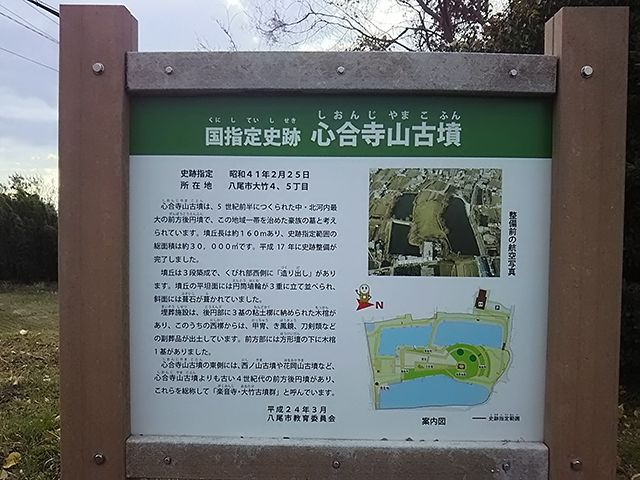 国指定史跡 心合寺山古墳
くにしていしせき しおんじやまこふん
史跡指定 昭和41年2月25日
所在地 八尾市大竹4、5丁目
心合寺山古墳は、5世紀前半につくられた中・北河内最
大の前方後円墳で、この地域一帯を治めた豪族の墓と考え
られています。墳丘長は約160mあり、史跡指定範囲の
総面積は約30,000㎡です。平成17年に史跡整備が
完了しました。
墳丘は3段築成で、くびれ部西側に「造り出し」があり
ます。墳丘の平坦面には円筒埴輪が3重に立て並べられ、
斜面には葺石が葺かれていました。
埋葬施設は、後円部に3基の粘土槨に納められた木棺が
あり、このうちの西槨からは、甲冑、き鳳鏡、刀剣類など
の副葬品が出土しています。前方部には方形壇の下に木棺
1基がありました。
心合寺山古墳の東側には、西ノ山古墳や花岡山古墳など、
心合寺山古墳よりも古い4世紀代の前方後円墳があり、
これらを総称して「楽音寺・大竹古墳群」と呼んでいます。
平成24年3月
八尾市教育委員会
整備前の航空写真
N
案内図
史跡指定範囲